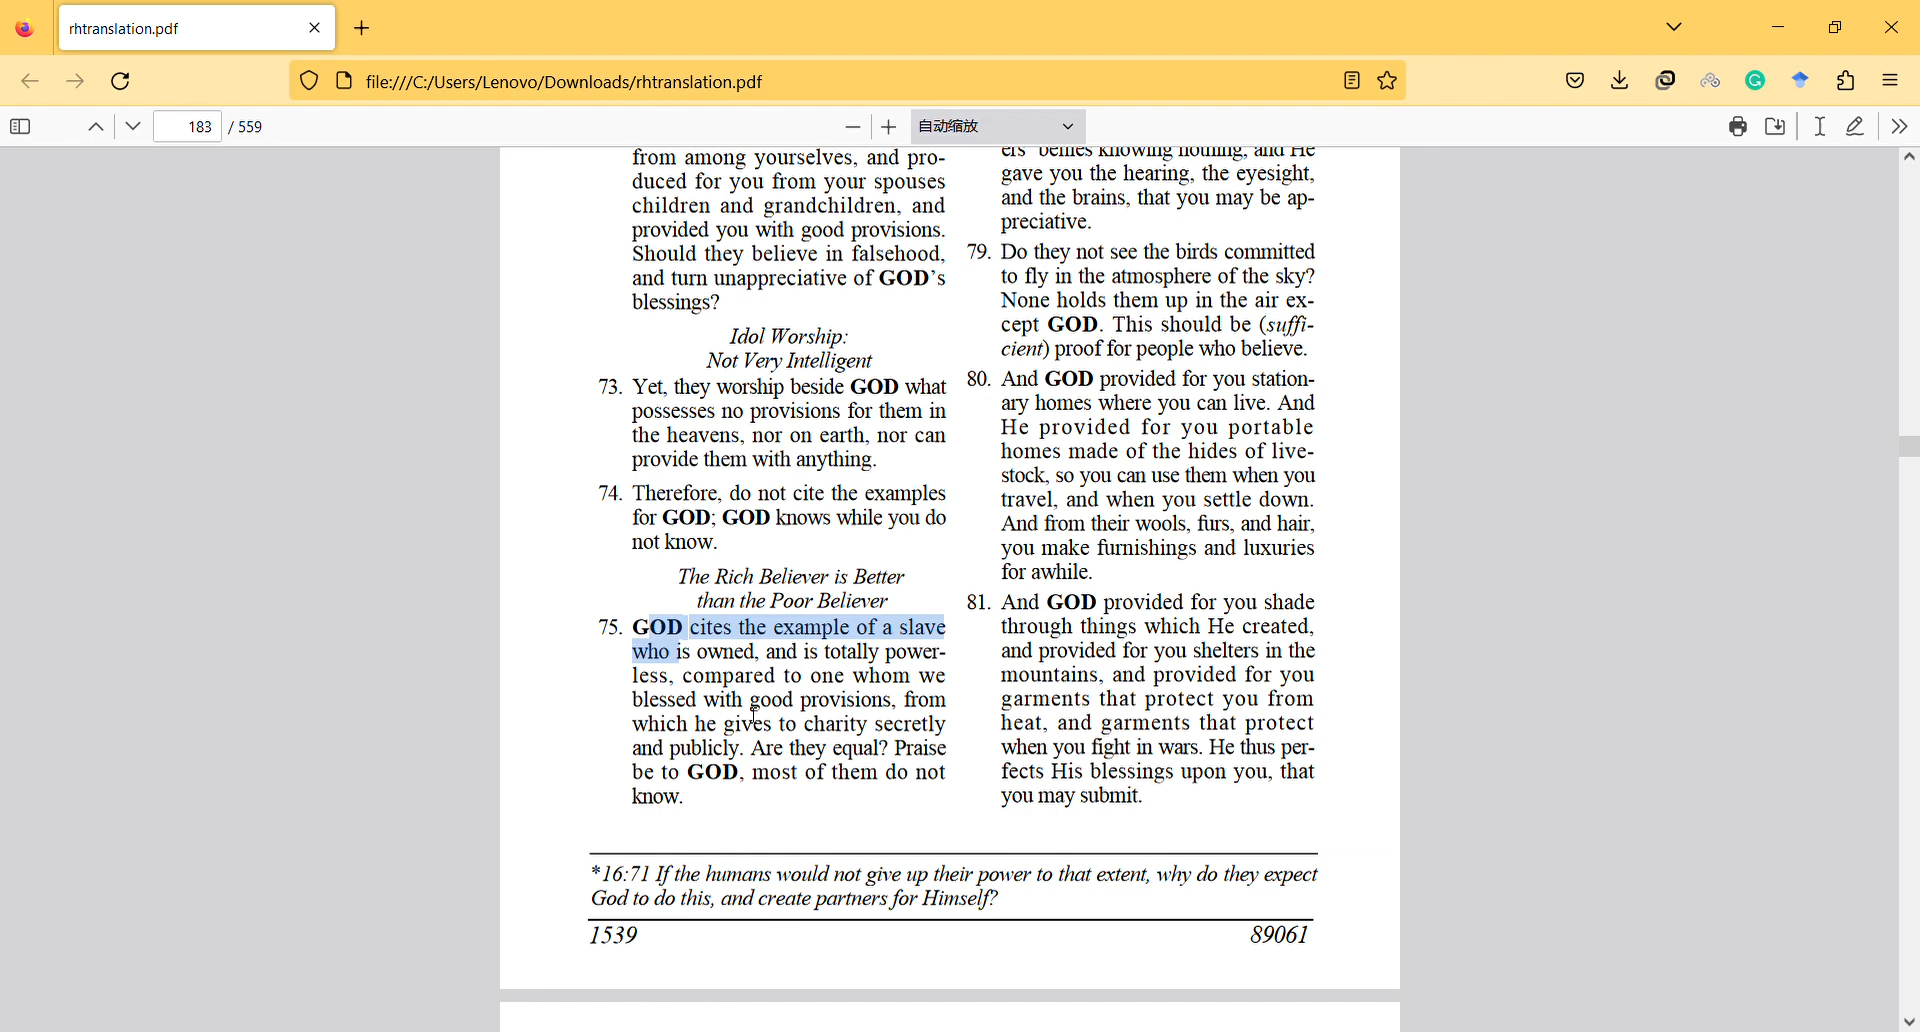 rhtranslation.pdf
file:///C:/Users/Lenovo/Downloads/rhtranslation.pdf
183 / 559
自动缩放
from among yourselves, and pro-
duced for you from your spouses
children and grandchildren, and
provided you with good provisions.
Should they believe in falsehood,
and turn unappreciative of GOD's
blessings?
Idol Worship:
Not Very Intelligent
73. Yet, they worship beside GOD what
possesses no provisions for them in
the heavens, nor on earth, nor can
provide them with anything.
74. Therefore, do not cite the examples
for GOD; GOD knows while you do
not know.
The Rich Believer is Better
than the Poor Believer
75. GOD cites the example of a slave
who is owned, and is totally power-
less, compared to one whom we
blessed with good provisions, from
which he gives to charity secretly
and publicly. Are they equal? Praise
be to GOD, most of them do not
know.
ers' bellies knowing nothing, and He
gave you the hearing, the eyesight,
and the brains, that you may be ap-
preciative.
79. Do they not see the birds committed
to fly in the atmosphere of the sky?
None holds them up in the air ex-
cept GOD. This should be (suffi-
cient) proof for people who believe.
80. And GOD provided for you station-
ary homes where you can live. And
He provided for you portable
homes made of the hides of live-
stock, so you can use them when you
travel, and when you settle down.
And from their wools, furs, and hair,
you make furnishings and luxuries
for awhile.
81. And GOD provided for you shade
through things which He created,
and provided for you shelters in the
mountains, and provided for you
garments that protect you from
heat, and garments that protect
when you fight in wars. He thus per-
fects His blessings upon you, that
you may submit.
*16:71 If the humans would not give up their power to that extent, why do they expect
God to do this, and create partners for Himself?
1539 89061